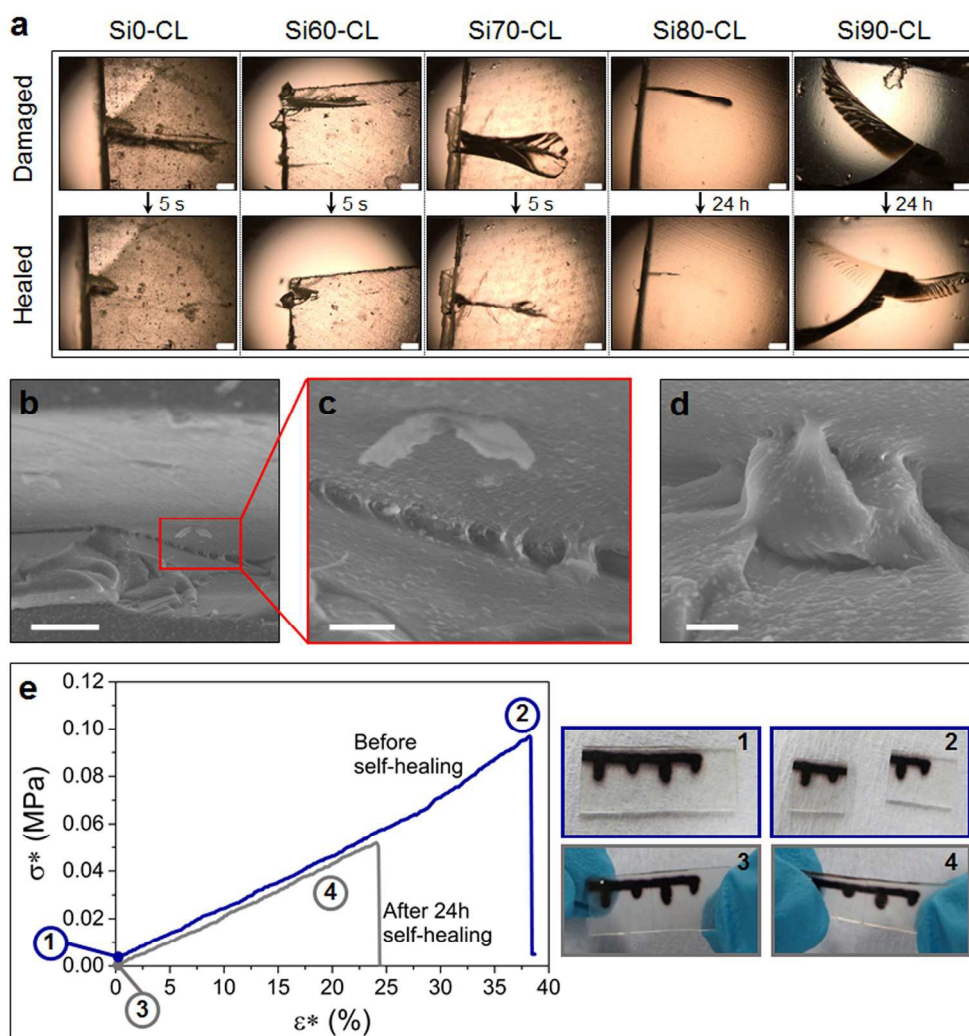 a
Si0-CL Si60-CL Si70-CL Si80-CL Si90-CL
Damaged
5 s 5 s 5 s 24 h 24 h
Healed
b c d
e
0.12
0.10
0.08
0.06
0.04
0.02
0.00
σ* (MPa)
2
Before
self-healing
4
After 24h
self-healing
1
3
0 5 10 15 20 25 30 35 40
ε* (%)
1 2
3 4